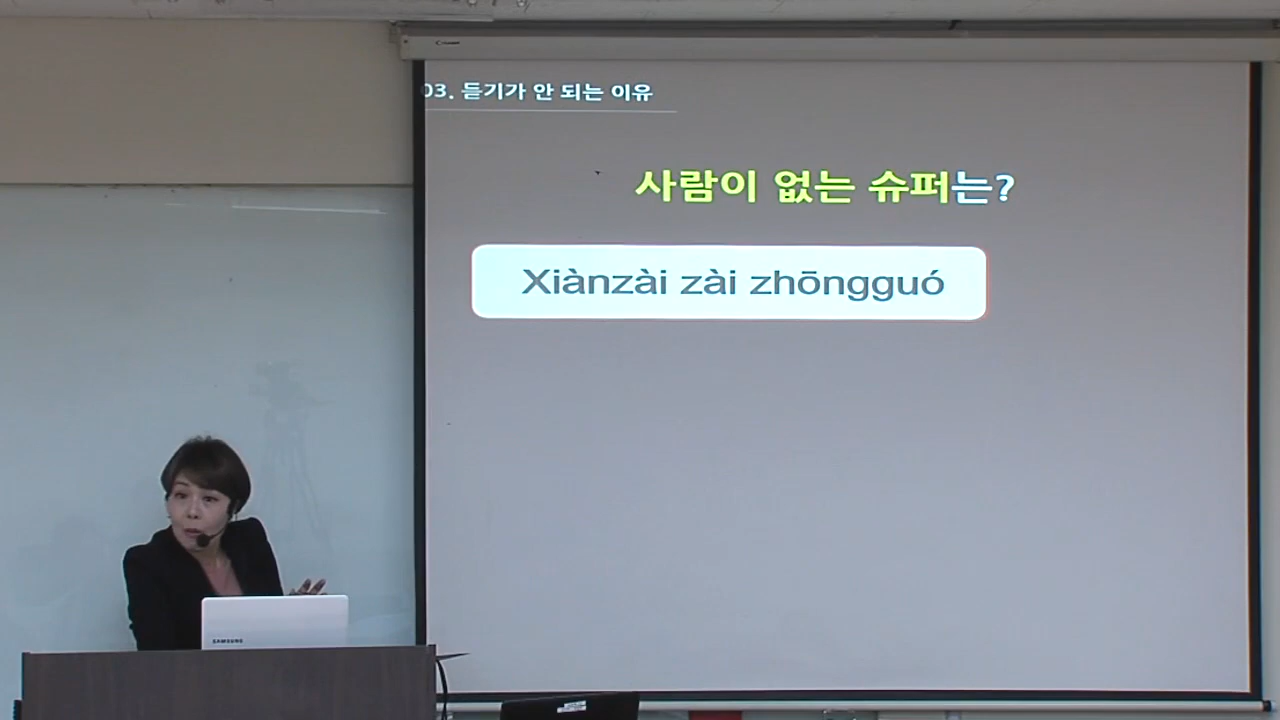 03. 듣기가 안 되는 이유
사람이 없는 슈퍼는?
Xiànzài zài zhōngguó
SAMSUNG